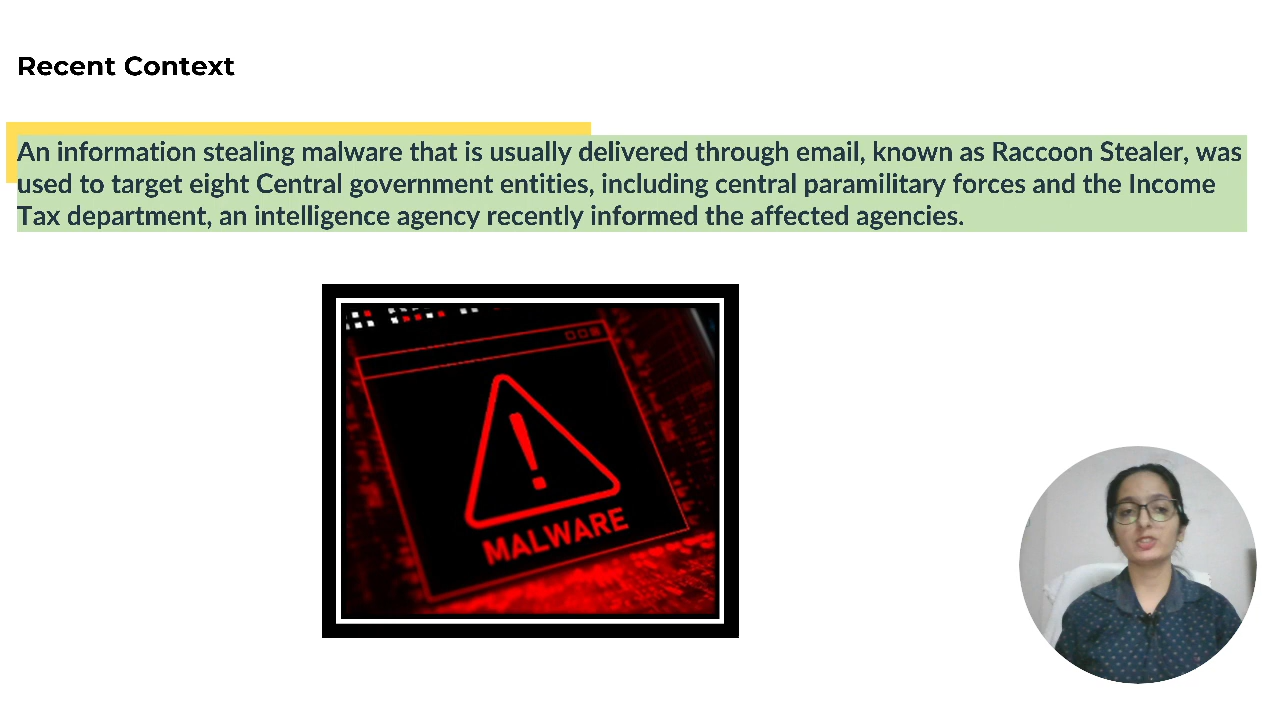 Recent Context
An information stealing malware that is usually delivered through email, known as Raccoon Stealer, was
used to target eight Central government entities, including central paramilitary forces and the Income
Tax department, an intelligence agency recently informed the affected agencies.
MALWARE